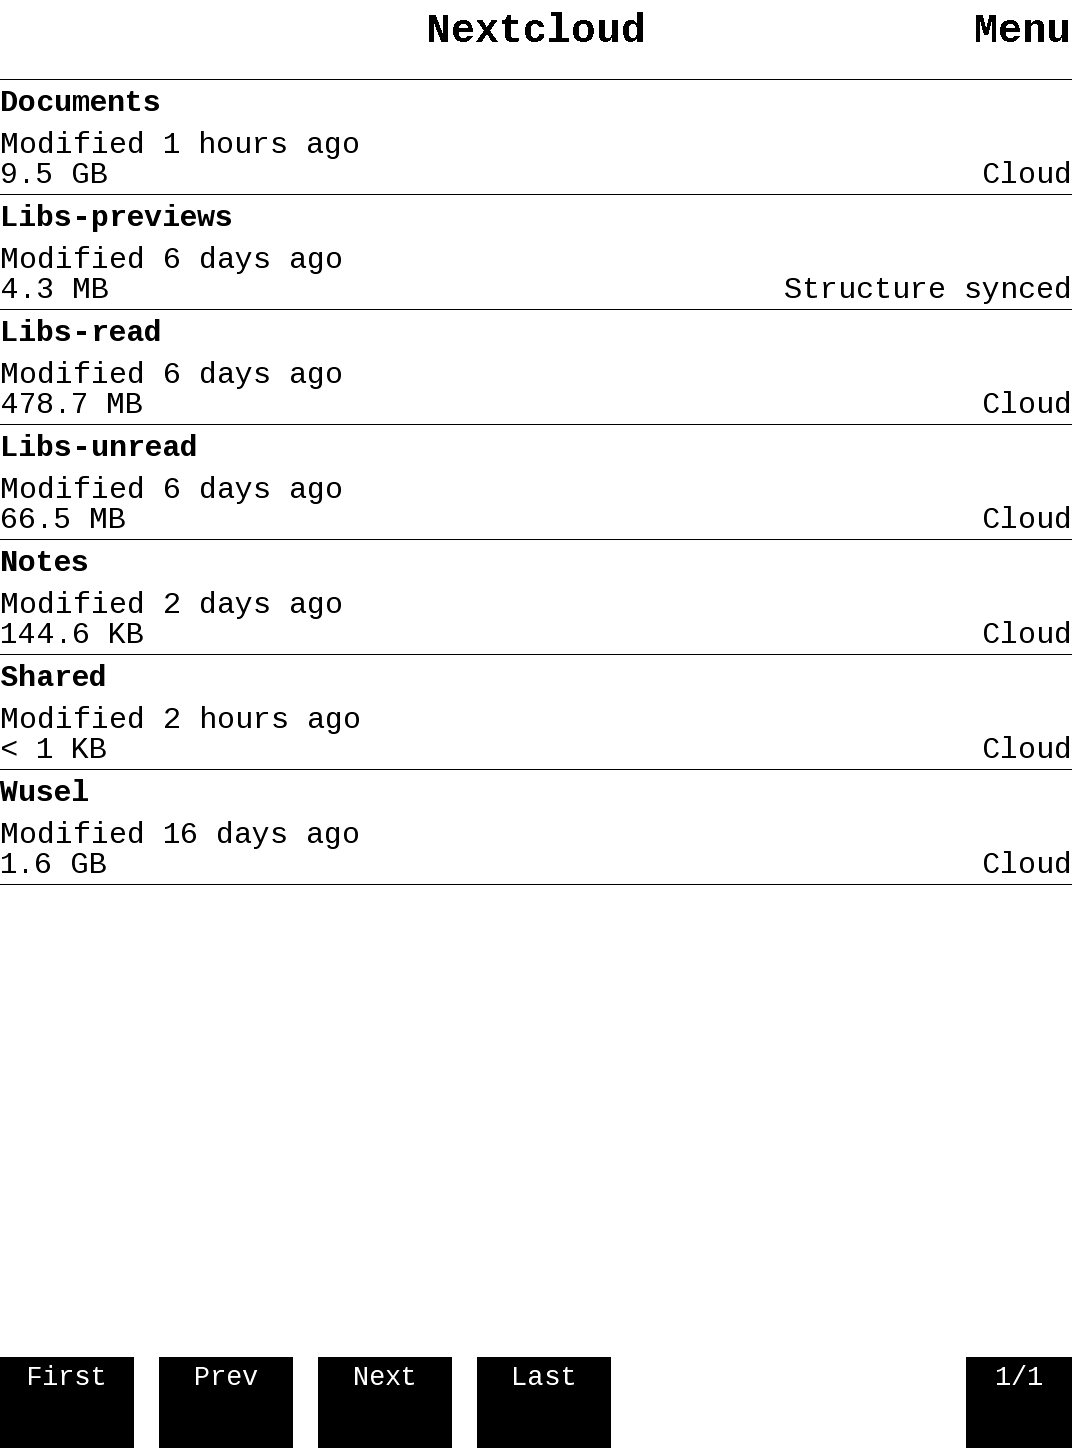 Nextcloud Menu
Documents
Modified 1 hours ago
9.5 GB Cloud
Libs-previews
Modified 6 days ago
4.3 MB Structure synced
Libs-read
Modified 6 days ago
478.7 MB Cloud
Libs-unread
Modified 6 days ago
66.5 MB Cloud
Notes
Modified 2 days ago
144.6 KB Cloud
Shared
Modified 2 hours ago
< 1 KB Cloud
Wusel
Modified 16 days ago
1.6 GB Cloud
First Prev Next Last 1/1